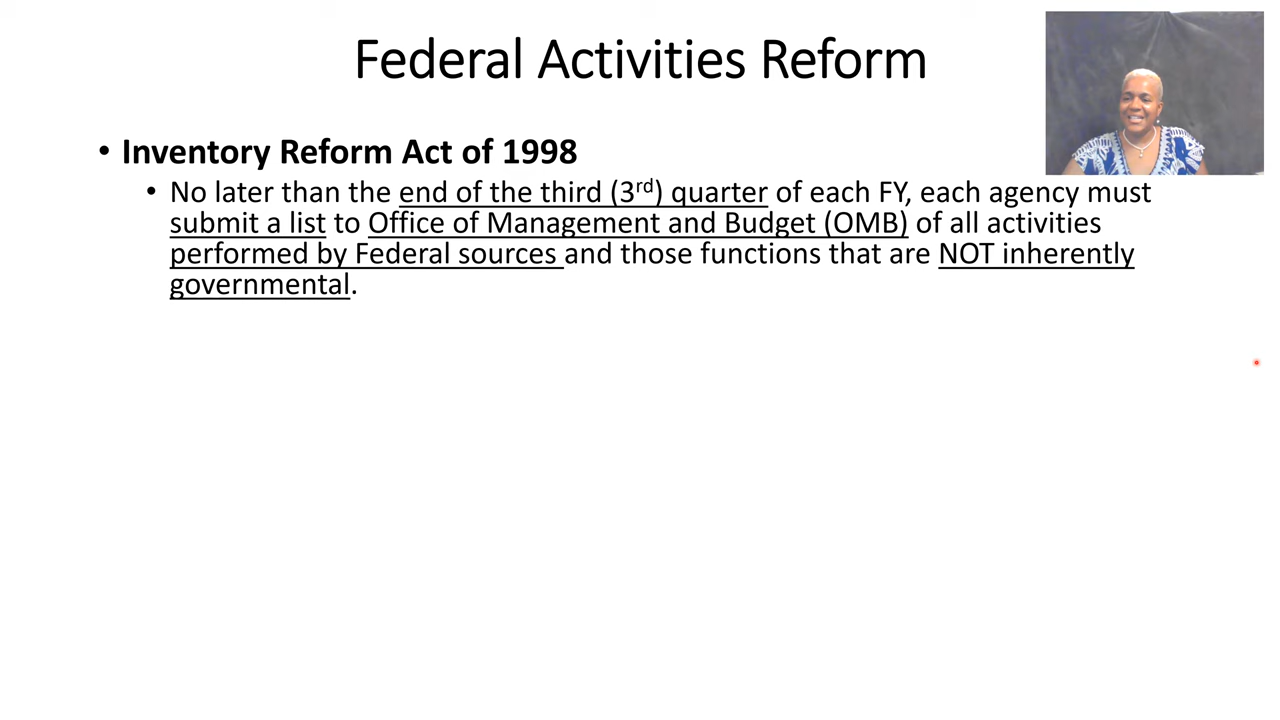 Federal Activities Reform
• Inventory Reform Act of 1998
• No later than the end of the third (3rd) quarter of each FY, each agency must
submit a list to Office of Management and Budget (OMB) of all activities
performed by Federal sources and those functions that are NOT inherently
governmental.